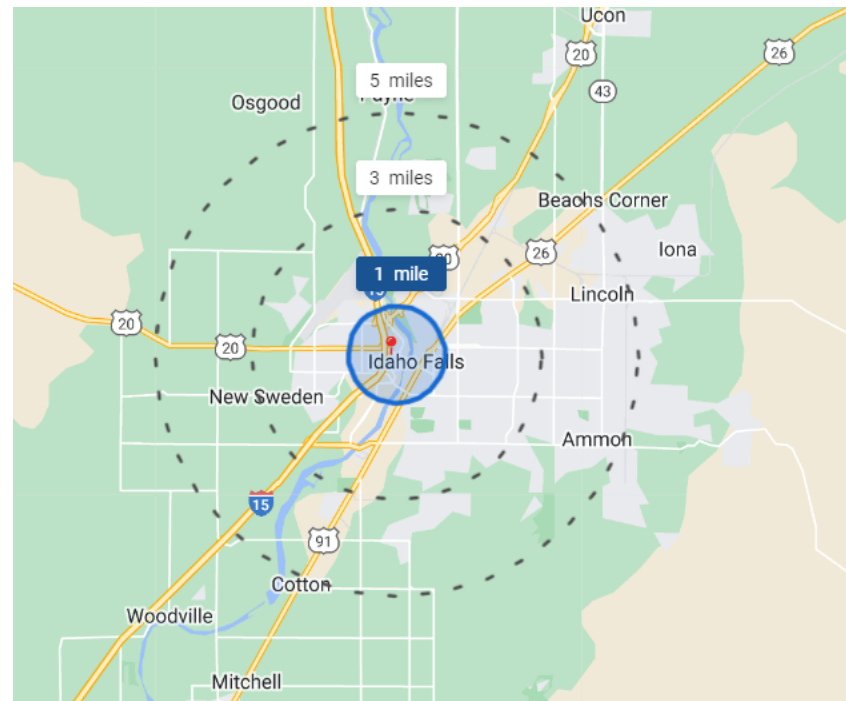 Ucon
20
26
5 miles
Payne
43
Osgood
3 miles
Beachs Corner
Iona
26
20
1 mile
15
Lincoln
20
20
Idaho Falls
New Sweden
Ammon
15
91
Cotton
Woodville
Mitchell